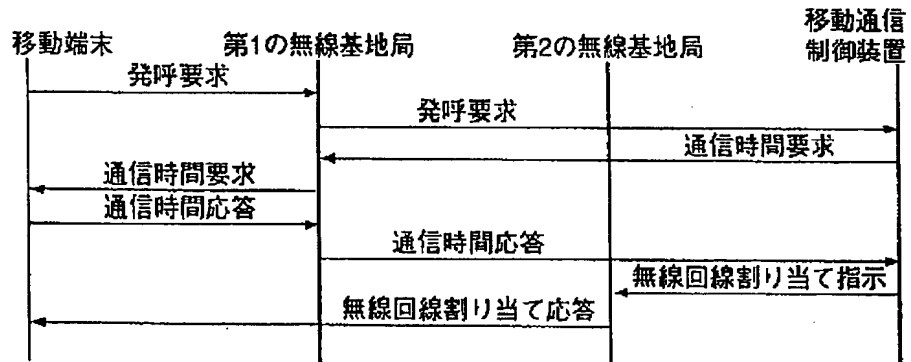 移動端末
第1の無線基地局
第2の無線基地局
移動通信
制御装置
発呼要求
発呼要求
通信時間要求
通信時間要求
通信時間応答
通信時間応答
無線回線割り当て指示
無線回線割り当て応答